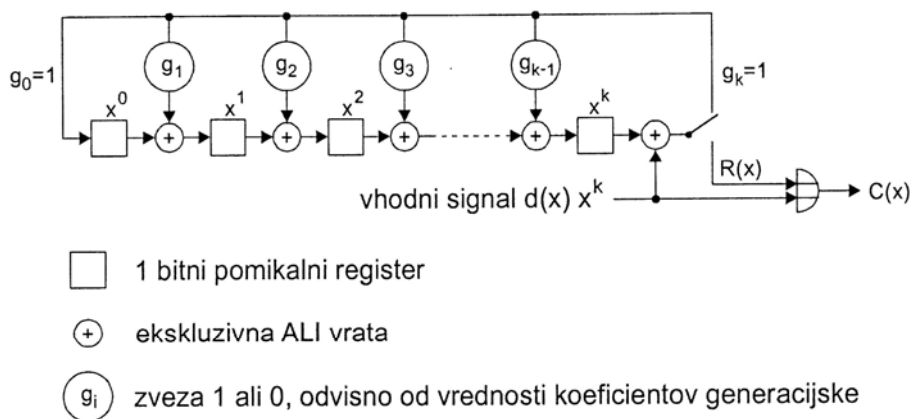 g₁ g₂ g₃ gₖ₋₁
g₀=1 gₖ=1
x⁰ x¹ x² xᵏ
+ + + + +
R(x)
C(x)
vhodni signal d(x) xᵏ
1 bitni pomikalni register
+ ekskluzivna ALI vrata
gᵢ zveza 1 ali 0, odvisno od vrednosti koeficientov generacijske